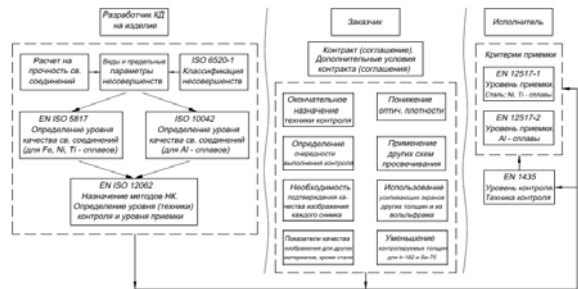 Разработчик КД
на изделие
Расчет на
прочность св.
соединений
Виды и предельные
параметры
несовершенств
ISO 6520-1
Классификация
несовершенств
EN ISO 5817
Определение уровня
качества св. соединений
(для Fe, Ni, Ti - сплавов)
ISO 10042
Определение уровня
качества св. соединений
(для Al - сплавов)
EN ISO 12062
Назначение методов НК.
Определение уровня (техники)
контроля и уровня приемки
Заказчик
Контракт (соглашение).
Дополнительные условия
контракта (соглашения)
Окончательное
назначение
техники контроля
Понижение
оптич. плотности
Определение
очередности
выполнения контроля
Применение
других схем
просвечивания
Необходимость
подтверждения ка-
чества изображения
каждого снимка
Использование
усиливающих экранов
других толщин и из
вольфрама
Показатели качества
изображения для других
материалов, кроме стали
Уменьшение
контролируемых толщин
для Ir-192 и Se-75
Исполнитель
Критерии приемки
EN 12517-1
Уровень приемки.
Сталь; Ni, Ti - сплавы
EN 12517-2
Уровень приемки.
Al - сплавы
EN 1435
Уровень контроля.
Техника контроля